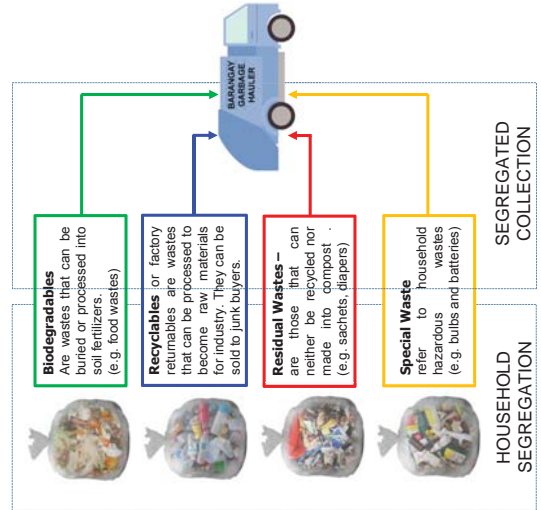 Biodegradables
Are wastes that can be
buried or processed into
soil fertilizers.
(e.g. food wastes)
Recyclables or factory
returnables are wastes
that can be processed to
become raw materials
for industry. They can be
sold to junk buyers.
Residual Wastes –
are those that can
neither be recycled nor
made into compost .
(e.g. sachets, diapers)
Special Waste
refer to household
hazardous wastes
(e.g. bulbs and batteries)
BARANGAY
GARBAGE
HAULER
HOUSEHOLD
SEGREGATION
SEGREGATED
COLLECTION